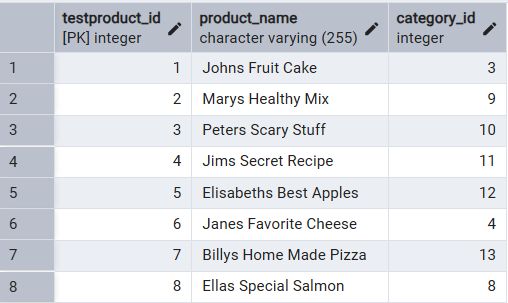 testproduct_id product_name category_id
[PK] integer character varying (255) integer
1 1 Johns Fruit Cake 3
2 2 Marys Healthy Mix 9
3 3 Peters Scary Stuff 10
4 4 Jims Secret Recipe 11
5 5 Elisabeths Best Apples 12
6 6 Janes Favorite Cheese 4
7 7 Billys Home Made Pizza 13
8 8 Ellas Special Salmon 8